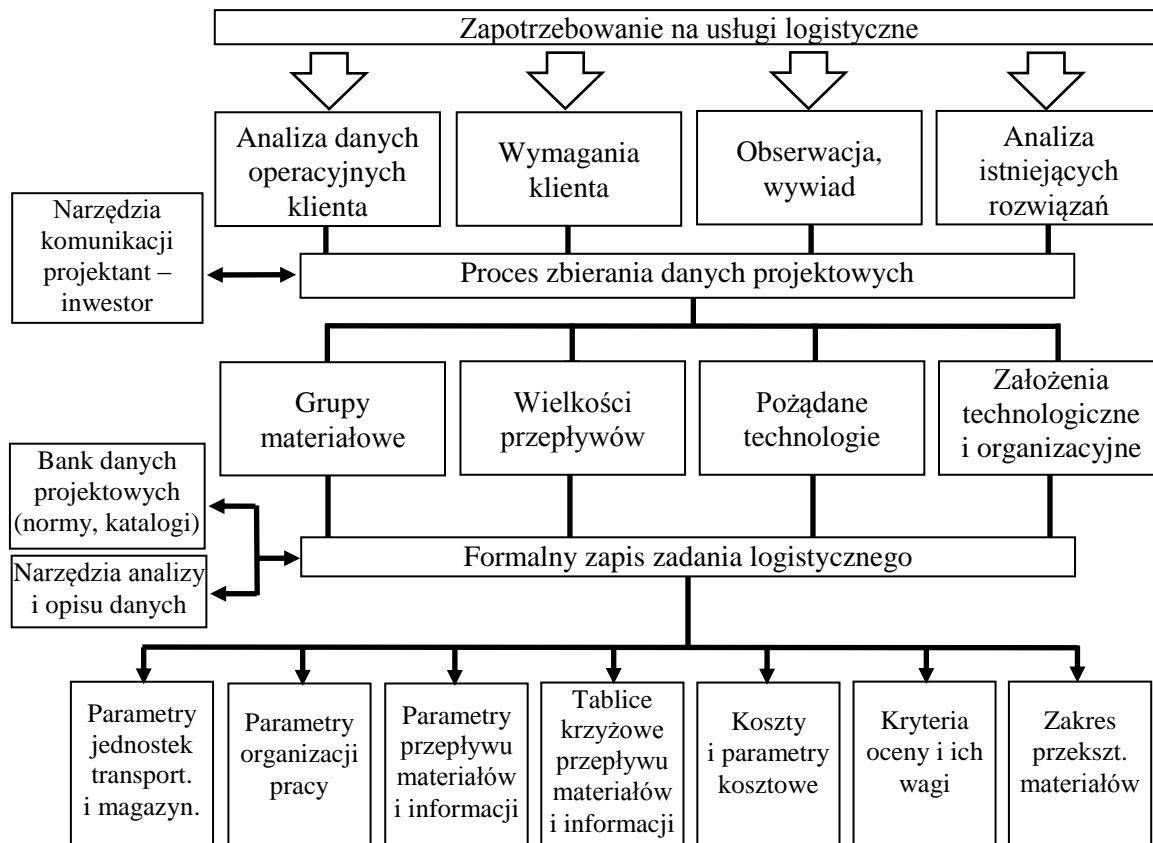 Zapotrzebowanie na usługi logistyczne
Analiza danych
operacyjnych
klienta
Wymagania
klienta
Obserwacja,
wywiad
Analiza
istniejących
rozwiązań
Narzędzia
komunikacji
projektant –
inwestor
Proces zbierania danych projektowych
Grupy
materiałowe
Wielkości
przepływów
Pożądane
technologie
Założenia
technologiczne
i organizacyjne
Bank danych
projektowych
(normy, katalogi)
Narzędzia analizy
i opisu danych
Formalny zapis zadania logistycznego
Parametry
jednostek
transport.
i magazyn.
Parametry
organizacji
pracy
Parametry
przepływu
materiałów
i informacji
Tablice
krzyżowe
przepływu
materiałów
i informacji
Koszty
i parametry
kosztowe
Kryteria
oceny i ich
wagi
Zakres
przekszt.
materiałów